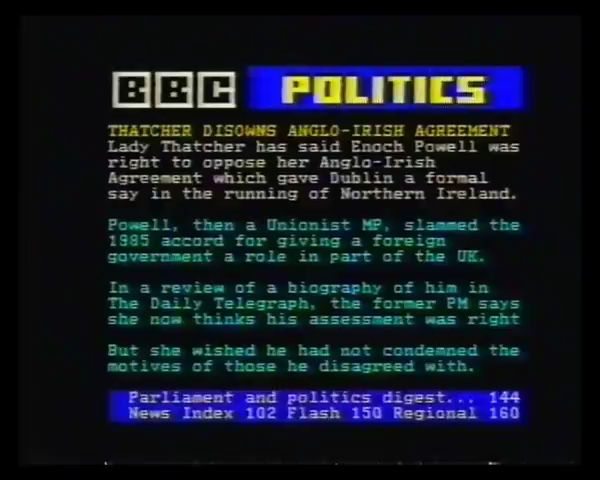 BBC POLITICS
THATCHER DISOWNS ANGLO-IRISH AGREEMENT
Lady Thatcher has said Enoch Powell was
right to oppose her Anglo-Irish
Agreement which gave Dublin a formal
say in the running of Northern Ireland.
Powell, then a Unionist MP, slammed the
1985 accord for giving a foreign
government a role in part of the UK.
In a review of a biography of him in
The Daily Telegraph, the former PM says
she now thinks his assessment was right
But she wished he had not condemned the
motives of those he disagreed with.
Parliament and politics digest... 144
News Index 102 Flash 150 Regional 160